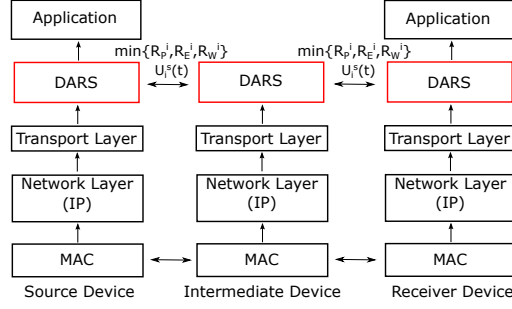 Application
Application
min{R_P^i,R_E^i,R_W^i}
min{R_P^i,R_E^i,R_W^i}
DARS
U_i^s(t)
DARS
U_i^s(t)
DARS
Transport Layer
Transport Layer
Transport Layer
Network Layer
(IP)
Network Layer
(IP)
Network Layer
(IP)
MAC
MAC
MAC
Source Device
Intermediate Device
Receiver Device